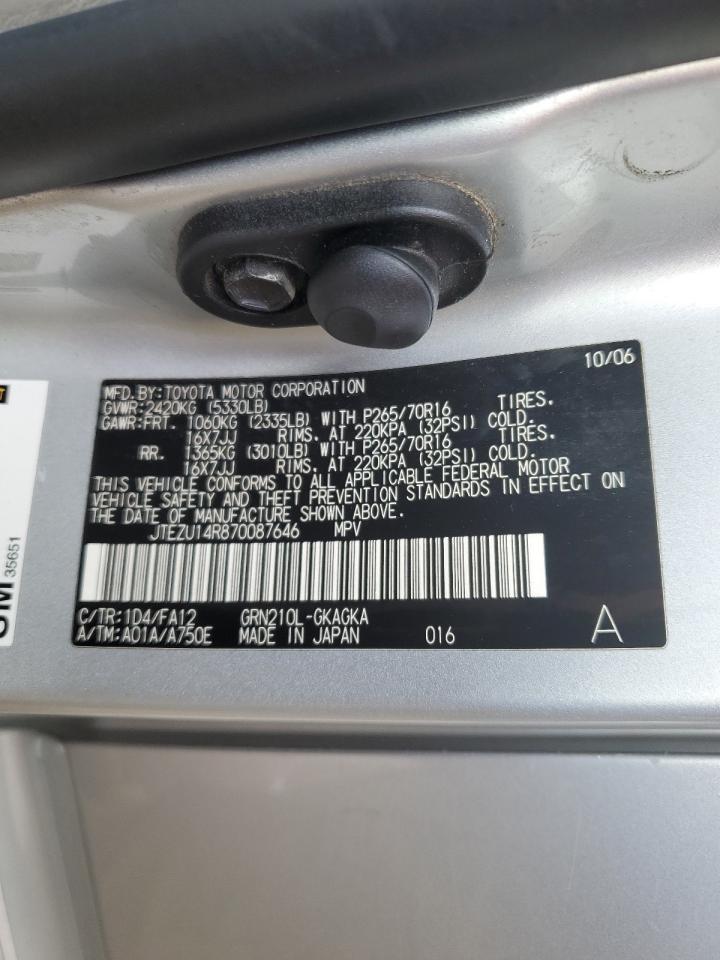 10/06
MFD. BY:TOYOTA MOTOR CORPORATION
GVWR:2420KG (5330LB)
GAWR:FRT. 1060KG (2335LB) WITH P265/70R16 TIRES.
16X7JJ RIMS. AT 220KPA (32PSI) COLD.
RR. 1365KG (3010LB) WITH P265/70R16 TIRES.
16X7JJ RIMS. AT 220KPA (32PSI) COLD.
THIS VEHICLE CONFORMS TO ALL APPLICABLE FEDERAL MOTOR
VEHICLE SAFETY AND THEFT PREVENTION STANDARDS IN EFFECT ON
THE DATE OF MANUFACTURE SHOWN ABOVE.
JTEZU14R870087646 MPV
C/TR:1D4/FA12 GRN210L-GKAGKA
A/TM:A01A/A750E MADE IN JAPAN 016 A
35651